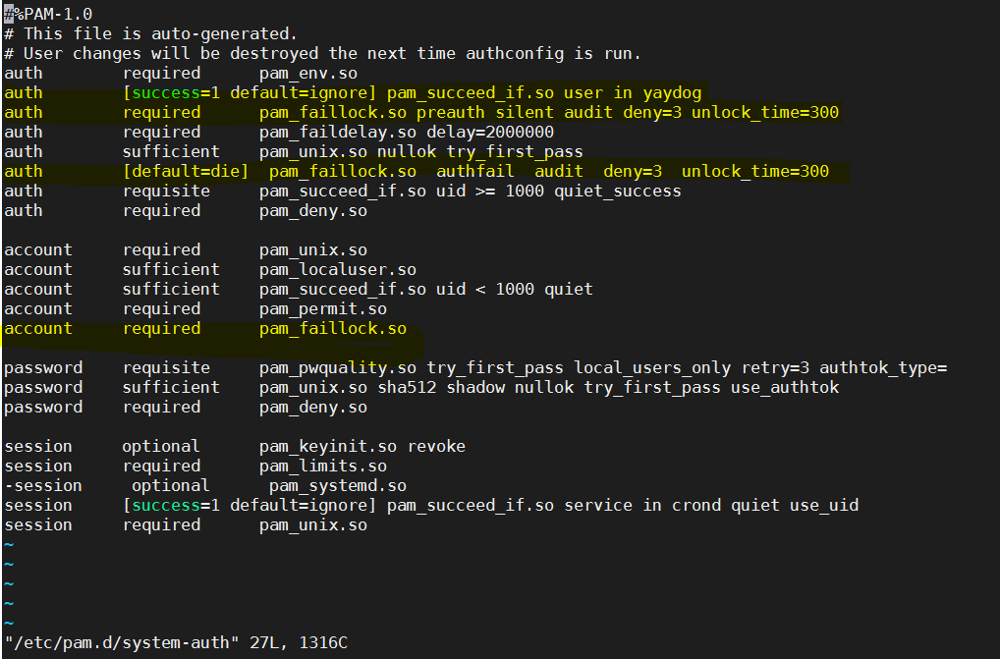 #%PAM-1.0
# This file is auto-generated.
# User changes will be destroyed the next time authconfig is run.
auth        required      pam_env.so
auth        [success=1 default=ignore] pam_succeed_if.so user in yaydog
auth        required      pam_faillock.so preauth silent audit deny=3 unlock_time=300
auth        required      pam_faildelay.so delay=2000000
auth        sufficient    pam_unix.so nullok try_first_pass
auth        [default=die]  pam_faillock.so  authfail  audit  deny=3  unlock_time=300
auth        requisite     pam_succeed_if.so uid >= 1000 quiet_success
auth        required      pam_deny.so

account     required      pam_unix.so
account     sufficient    pam_localuser.so
account     sufficient    pam_succeed_if.so uid < 1000 quiet
account     required      pam_permit.so
account     required      pam_faillock.so

password    requisite     pam_pwquality.so try_first_pass local_users_only retry=3 authtok_type=
password    sufficient    pam_unix.so sha512 shadow nullok try_first_pass use_authtok
password    required      pam_deny.so

session     optional      pam_keyinit.so revoke
session     required      pam_limits.so
-session     optional      pam_systemd.so
session     [success=1 default=ignore] pam_succeed_if.so service in crond quiet use_uid
session     required      pam_unix.so
~
~
~
~
~
"/etc/pam.d/system-auth" 27L, 1316C